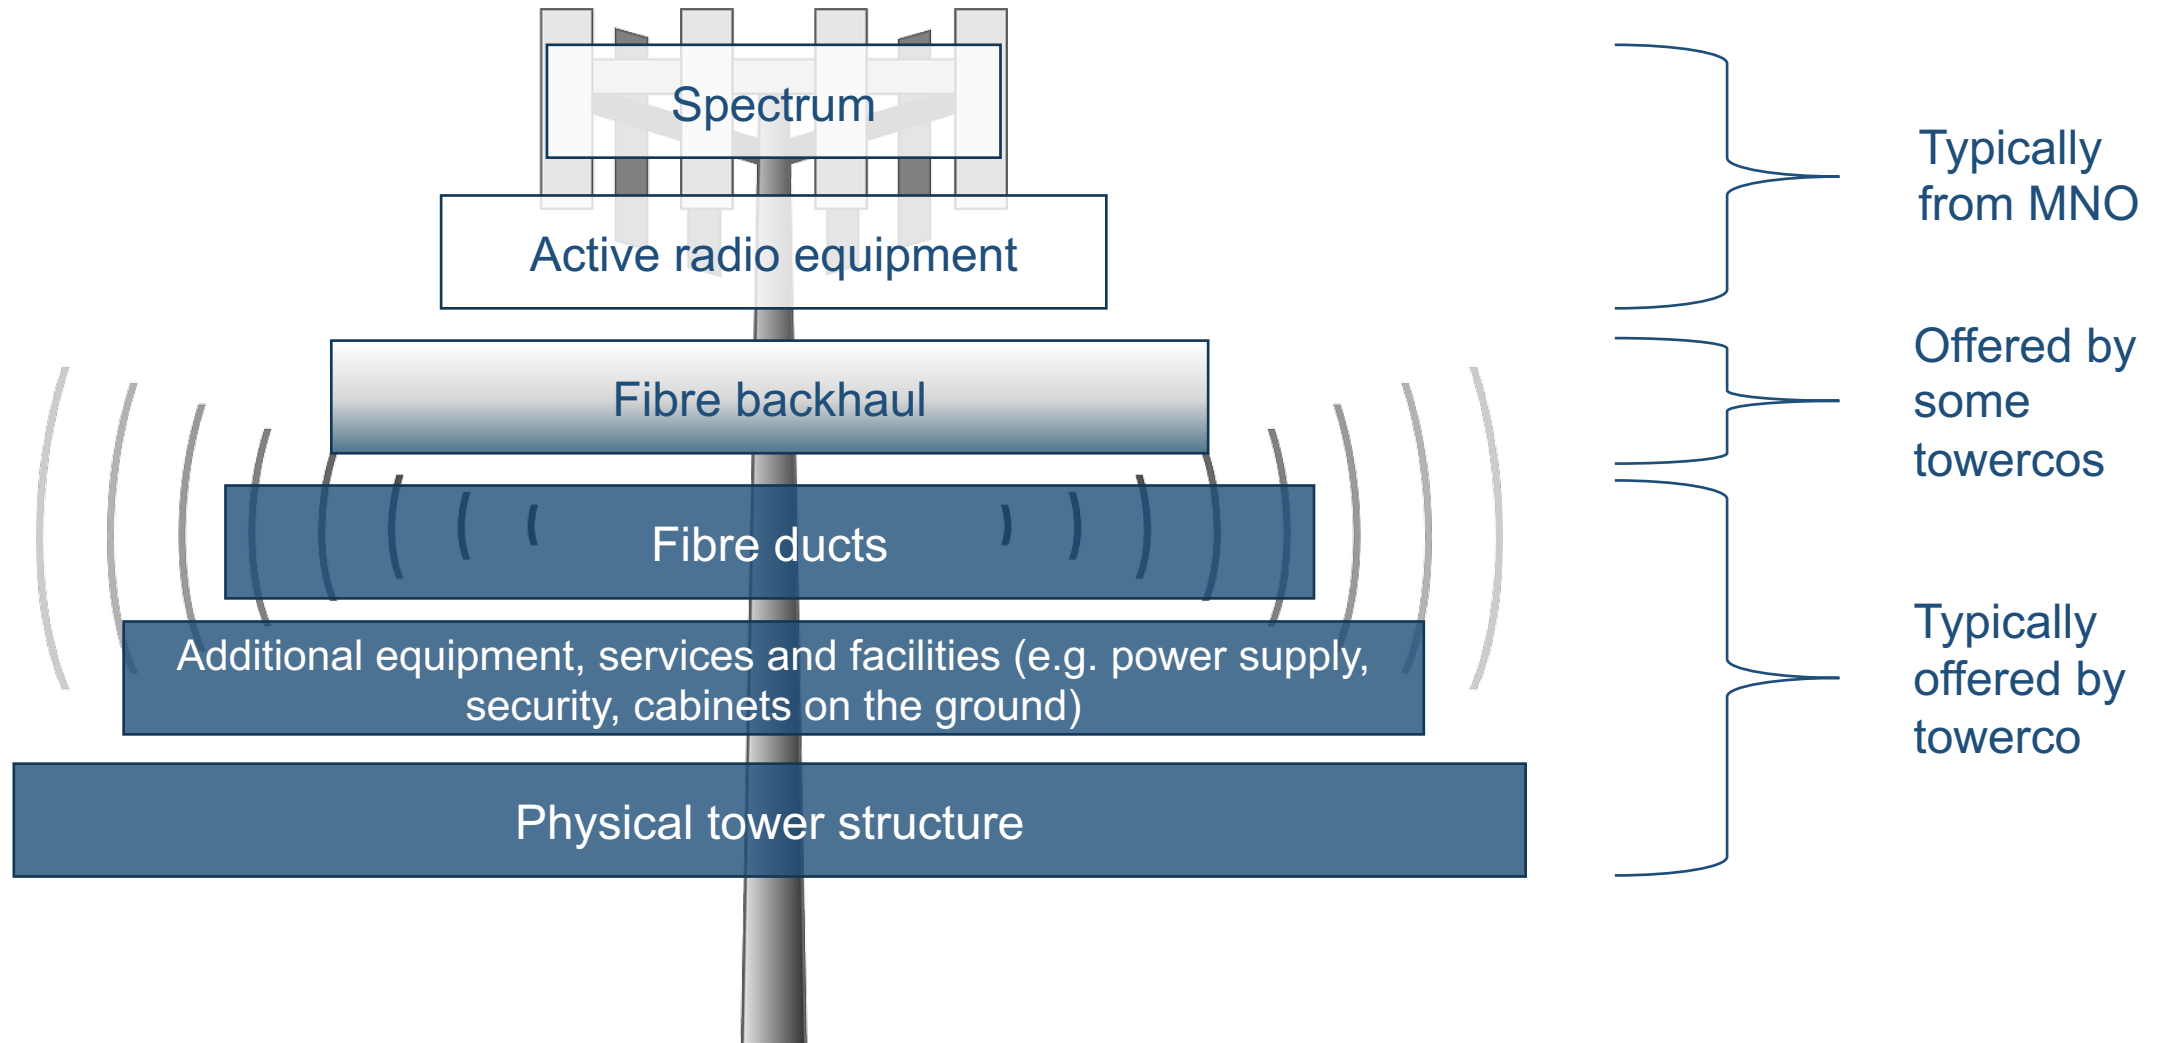 Spectrum
Active radio equipment
Fibre backhaul
Fibre ducts
Additional equipment, services and facilities (e.g. power supply,
security, cabinets on the ground)
Physical tower structure
Typically
from MNO
Offered by
some
towercos
Typically
offered by
towerco